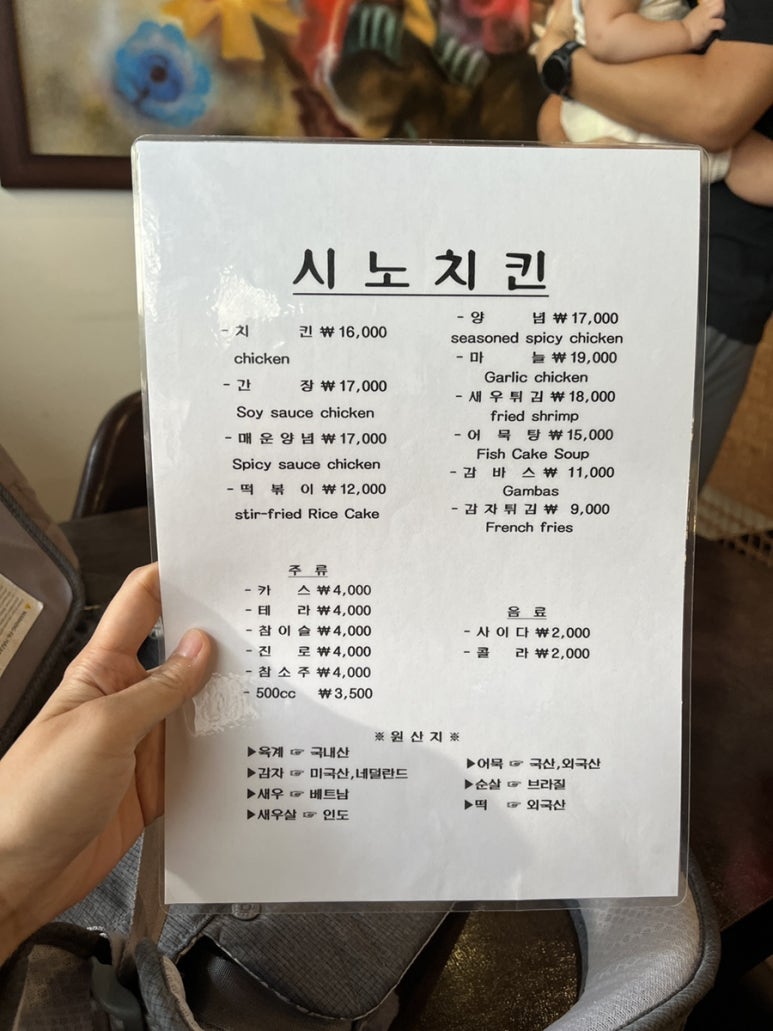 시 노 치 킨
- 치 킨 ₩ 16,000
chicken
- 간 장 ₩ 17,000
Soy sauce chicken
- 매 운 양 념 ₩ 17,000
Spicy sauce chicken
- 떡 볶 이 ₩ 12,000
stir-fried Rice Cake
- 양 념 ₩ 17,000
seasoned spicy chicken
- 마 늘 ₩ 19,000
Garlic chicken
- 새 우 튀 김 ₩ 18,000
fried shrimp
- 어 묵 탕 ₩ 15,000
Fish Cake Soup
- 감 바 스 ₩ 11,000
Gambas
- 감 자 튀 김 ₩ 9,000
French fries
주 류
- 카 스 ₩ 4,000
- 테 라 ₩ 4,000
- 참 이 슬 ₩ 4,000
- 진 로 ₩ 4,000
- 참 소 주 ₩ 4,000
- 500cc ₩ 3,500
음 료
- 사 이 다 ₩ 2,000
- 콜 라 ₩ 2,000
※ 원 산 지 ※
▶육계 ☞ 국내산
▶감자 ☞ 미국산,네덜란드
▶새우 ☞ 베트남
▶새우살 ☞ 인도
▶어묵 ☞ 국산,외국산
▶순살 ☞ 브라질
▶떡 ☞ 외국산